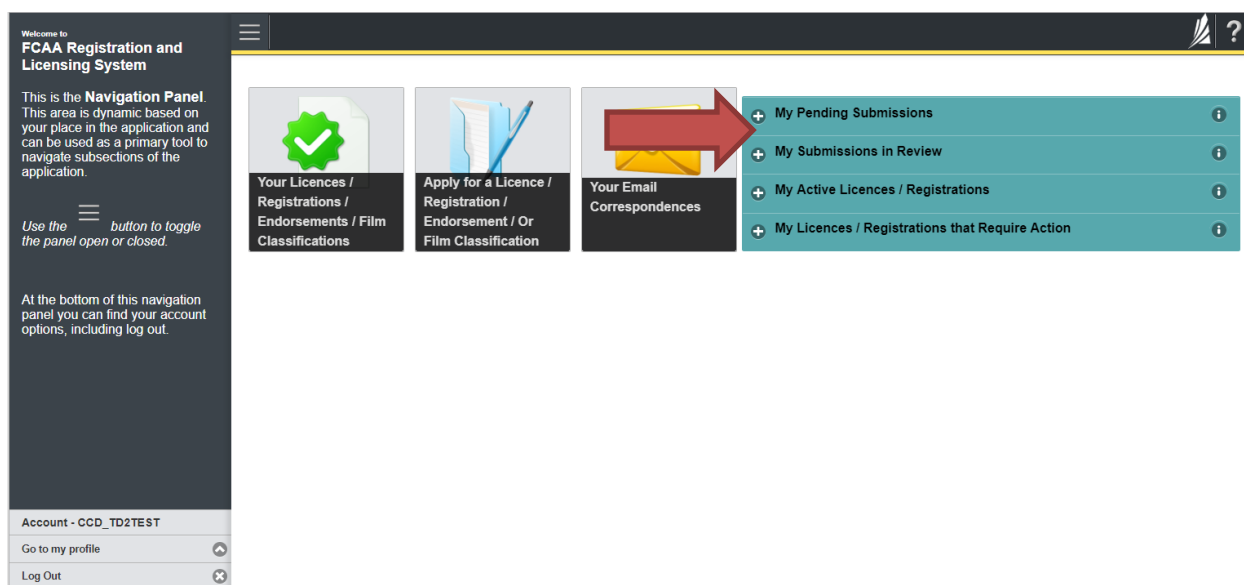 Welcome to
FCAA Registration and
Licensing System
This is the Navigation Panel.
This area is dynamic based on
your place in the application and
can be used as a primary tool to
navigate subsections of the
application.
Use the button to toggle
the panel open or closed.
At the bottom of this navigation
panel you can find your account
options, including log out.
Account - CCD_TD2TEST
Go to my profile
Log Out
?
Your Licences /
Registrations /
Endorsements / Film
Classifications
Apply for a Licence /
Registration /
Endorsement / Or
Film Classification
Your Email
Correspondences
My Pending Submissions
My Submissions in Review
My Active Licences / Registrations
My Licences / Registrations that Require Action